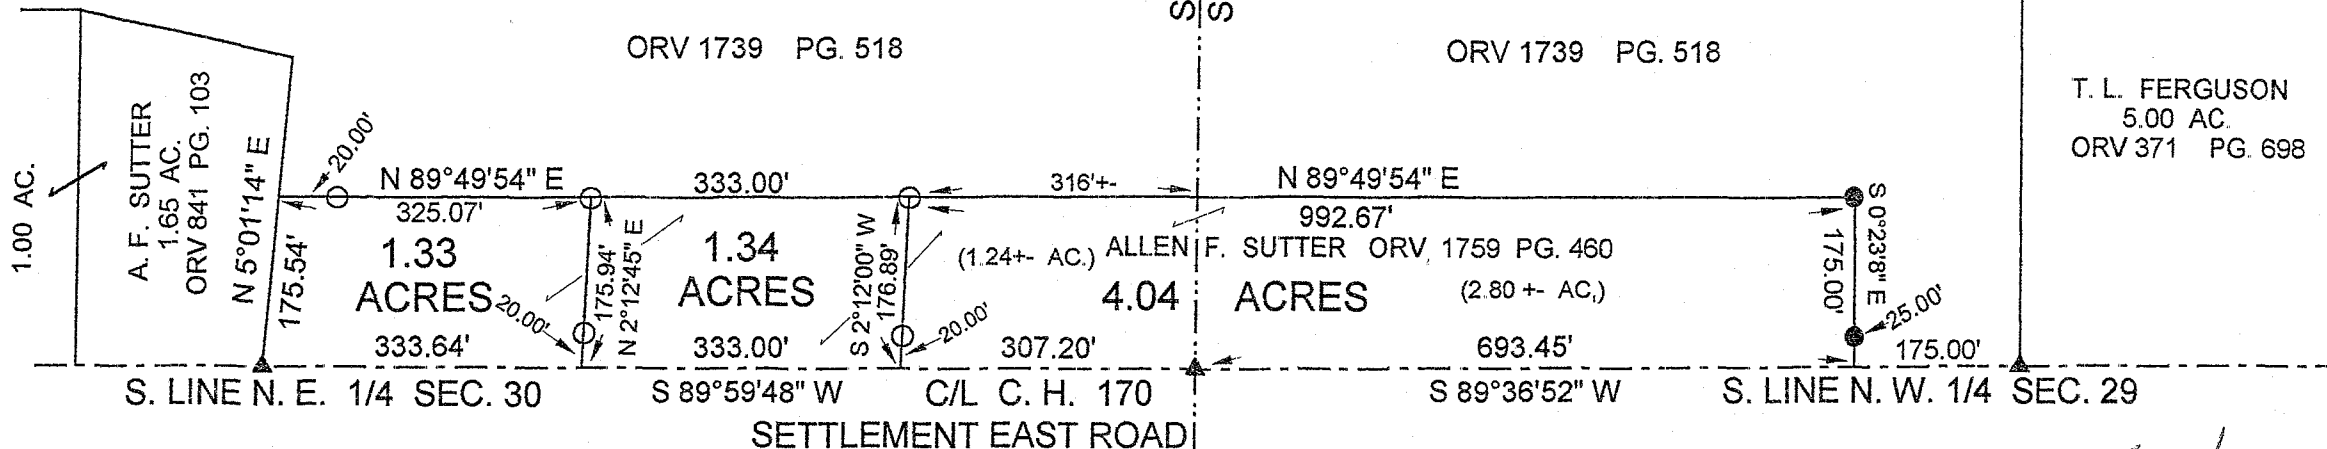 S S
ORV 1739 PG. 518
ORV 1739 PG. 518
T. L. FERGUSON
5.00 AC.
ORV 371 PG. 698
1.00 AC.
A. F. SUTTER
1.65 AC.
ORV 841 PG. 103
N 5°01'14" E
175.54'
20.00'
N 89°49'54" E
325.07'
333.00'
316'+-
N 89°49'54" E
992.67'
1.33
ACRES
20.00'
175.94'
N 2°12'45" E
1.34
ACRES
S 2°12'00" W
176.89'
20.00'
(1.24+- AC.)
ALLEN F. SUTTER ORV 1759 PG. 460
4.04 ACRES
(2.80 +- AC.)
S 0°23'8" E
175.00'
25.00'
333.64'
333.00'
307.20'
693.45'
175.00'
S. LINE N. E. 1/4 SEC. 30
S 89°59'48" W
C/L C. H. 170
S 89°36'52" W
S. LINE N. W. 1/4 SEC. 29
SETTLEMENT EAST ROAD